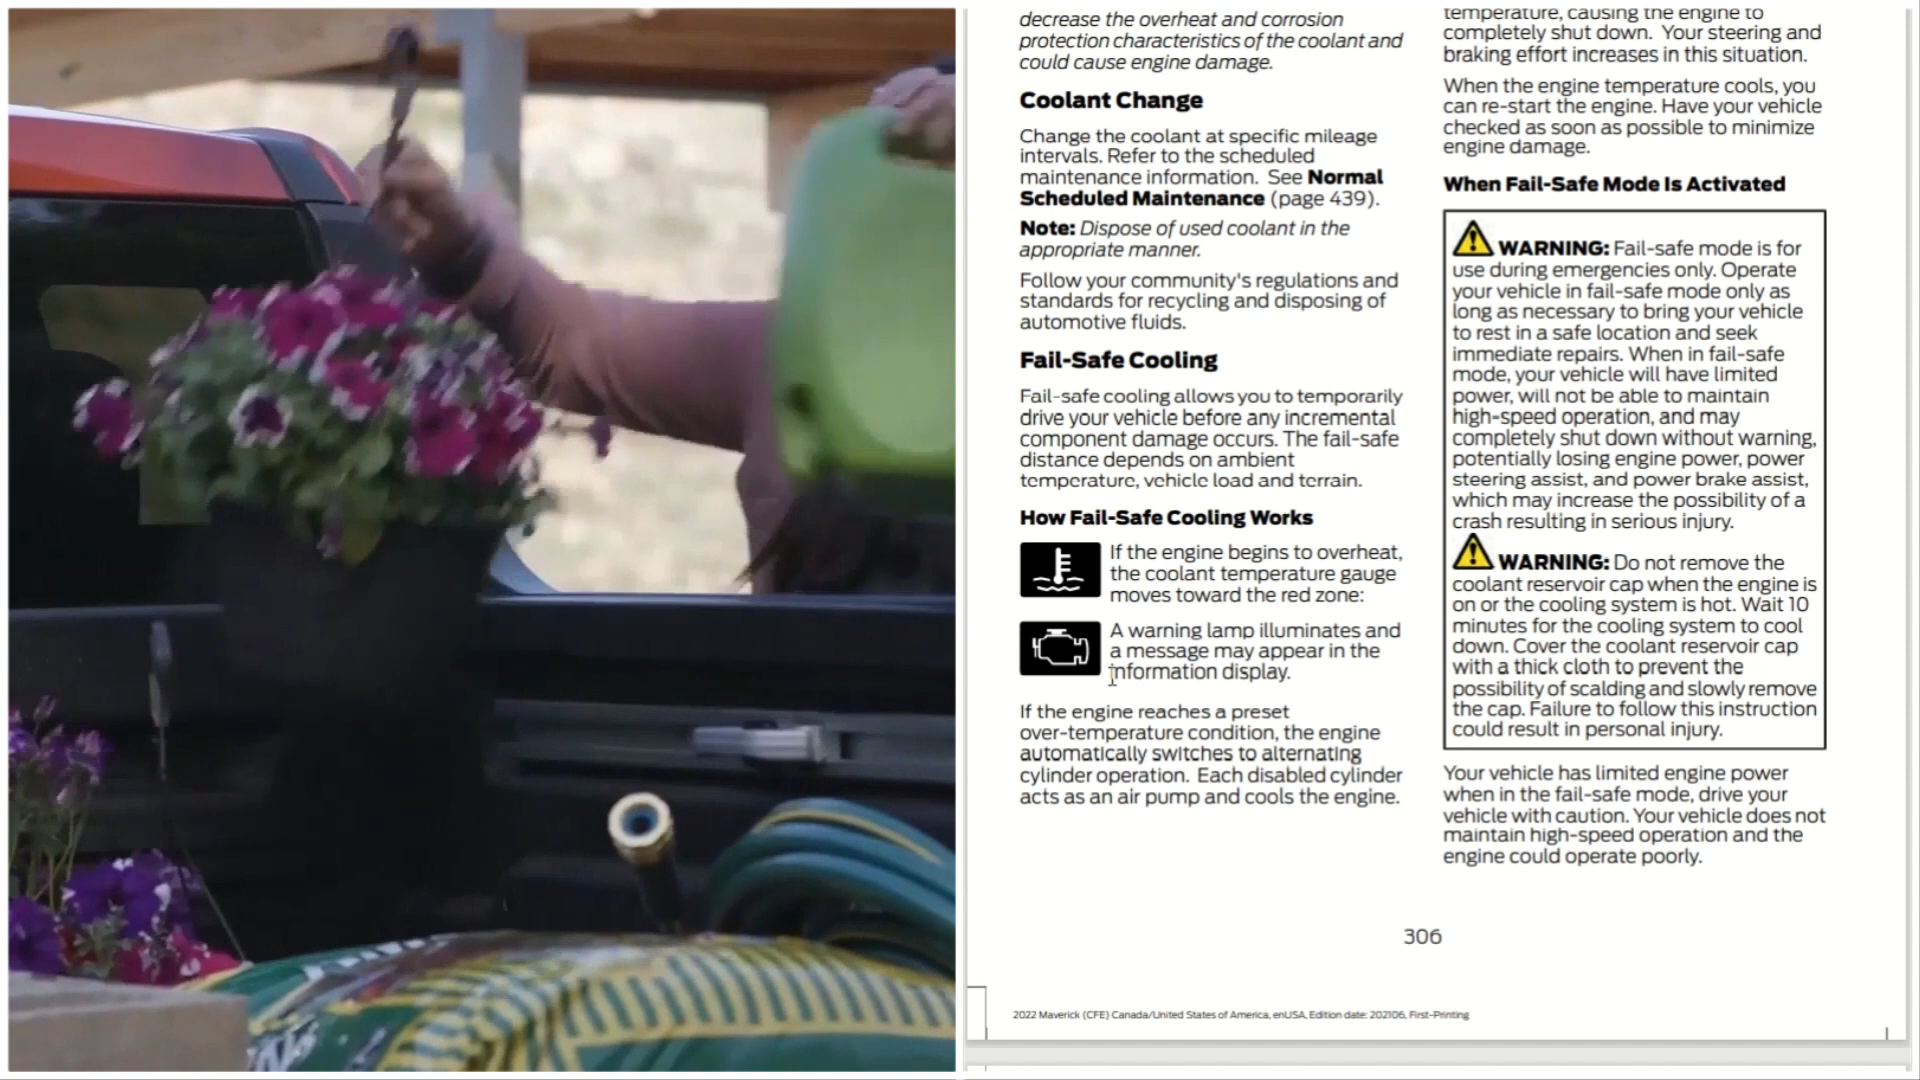 decrease the overheat and corrosion
protection characteristics of the coolant and
could cause engine damage.
Coolant Change
Change the coolant at specific mileage
intervals. Refer to the scheduled
maintenance information. See Normal
Scheduled Maintenance (page 439).
Note: Dispose of used coolant in the
appropriate manner.
Follow your community's regulations and
standards for recycling and disposing of
automotive fluids.
Fail-Safe Cooling
Fail-safe cooling allows you to temporarily
drive your vehicle before any incremental
component damage occurs. The fail-safe
distance depends on ambient
temperature, vehicle load and terrain.
How Fail-Safe Cooling Works
If the engine begins to overheat,
the coolant temperature gauge
moves toward the red zone:
A warning lamp illuminates and
a message may appear in the
information display.
If the engine reaches a preset
over-temperature condition, the engine
automatically switches to alternating
cylinder operation. Each disabled cylinder
acts as an air pump and cools the engine.
temperature, causing the engine to
completely shut down. Your steering and
braking effort increases in this situation.
When the engine temperature cools, you
can re-start the engine. Have your vehicle
checked as soon as possible to minimize
engine damage.
When Fail-Safe Mode Is Activated
WARNING: Fail-safe mode is for
use during emergencies only. Operate
your vehicle in fail-safe mode only as
long as necessary to bring your vehicle
to rest in a safe location and seek
immediate repairs. When in fail-safe
mode, your vehicle will have limited
power, will not be able to maintain
high-speed operation, and may
completely shut down without warning,
potentially losing engine power, power
steering assist, and power brake assist,
which may increase the possibility of a
crash resulting in serious injury.
WARNING: Do not remove the
coolant reservoir cap when the engine is
on or the cooling system is hot. Wait 10
minutes for the cooling system to cool
down. Cover the coolant reservoir cap
with a thick cloth to prevent the
possibility of scalding and slowly remove
the cap. Failure to follow this instruction
could result in personal injury.
Your vehicle has limited engine power
when in the fail-safe mode, drive your
vehicle with caution. Your vehicle does not
maintain high-speed operation and the
engine could operate poorly.
306
2022 Maverick (CFE) Canada/United States of America, enUSA, Edition date: 202106, First-Printing